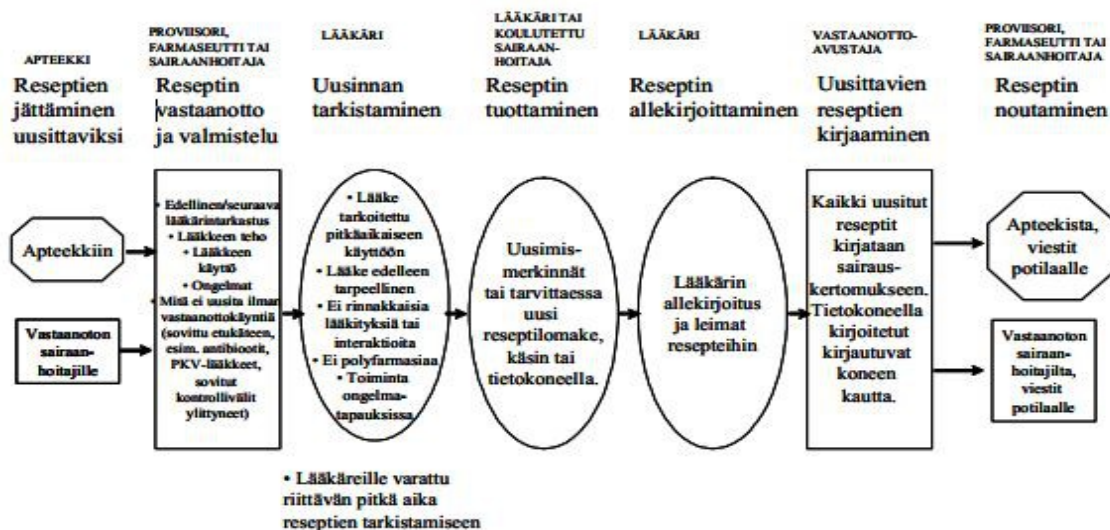 APTEEKKI
Reseptien
jättäminen
uusittaviksi
PROVIISORI,
FARMASEUTTI TAI
SAIRAANHOITAJA
Reseptin
vastaanotto
ja valmistelu
LÄÄKÄRI
Uusinnan
tarkistaminen
LÄÄKÄRI TAI
KOULUTETTU
SAIRAAN-
HOITAJA
Reseptin
tuottaminen
LÄÄKÄRI
Reseptin
allekirjoittaminen
VASTAANOTTO-
AVUSTAJA
Uusittavien
reseptien
kirjaaminen
PROVIISORI,
FARMASEUTTI TAI
SAIRAANHOITAJA
Reseptin
noutaminen
Apteekkiin
Vastaanoton
sairaan-
hoitajille
• Edellinen/seuraava
lääkärintarkastus
• Lääkkeen teho
• Lääkkeen
käyttö
• Ongelmat
• Mitä ei uusita ilman
vastaanottokäyntiä
(sovittu etukäteen,
esim. antibiootit,
PKV-lääkkeet,
sovitut
kontrollivälit
ylittyneet)
• Lääke
tarkoitettu
pitkäaikaiseen
käyttöön
• Lääke edelleen
tarpeellinen
• Ei rinnakkaisia
lääkityksiä tai
interaktioita
• Ei polyfarmasiaa
• Toiminta
ongelma-
tapauksissa
Uusimis-
merkinnät
tai tarvittaessa
uusi
reseptilomake,
käsin tai
tietokoneella.
Lääkärin
allekirjoitus
ja leimat
resepteihin
Kaikki uusitut
reseptit
kirjataan
sairaus-
kertomukseen.
Tietokoneella
kirjoitetut
kirjautuvat
koneen
kautta.
Apteekista,
viestit
potilaalle
Vastaanoton
sairaan-
hoitajilta,
viestit
potilaalle
• Lääkäreille varattu
riittävän pitkä aika
reseptien tarkistamiseen